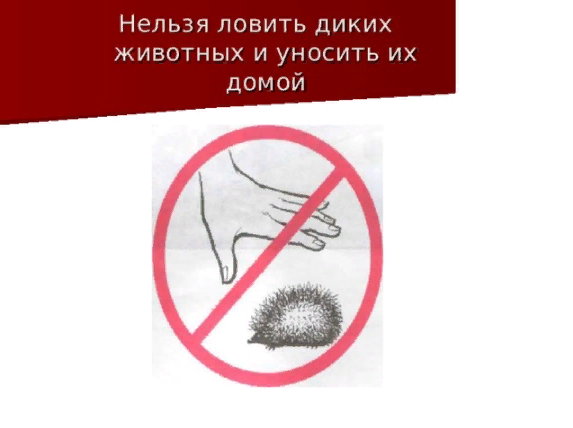 Нельзя ловить диких
животных и уносить их
домой